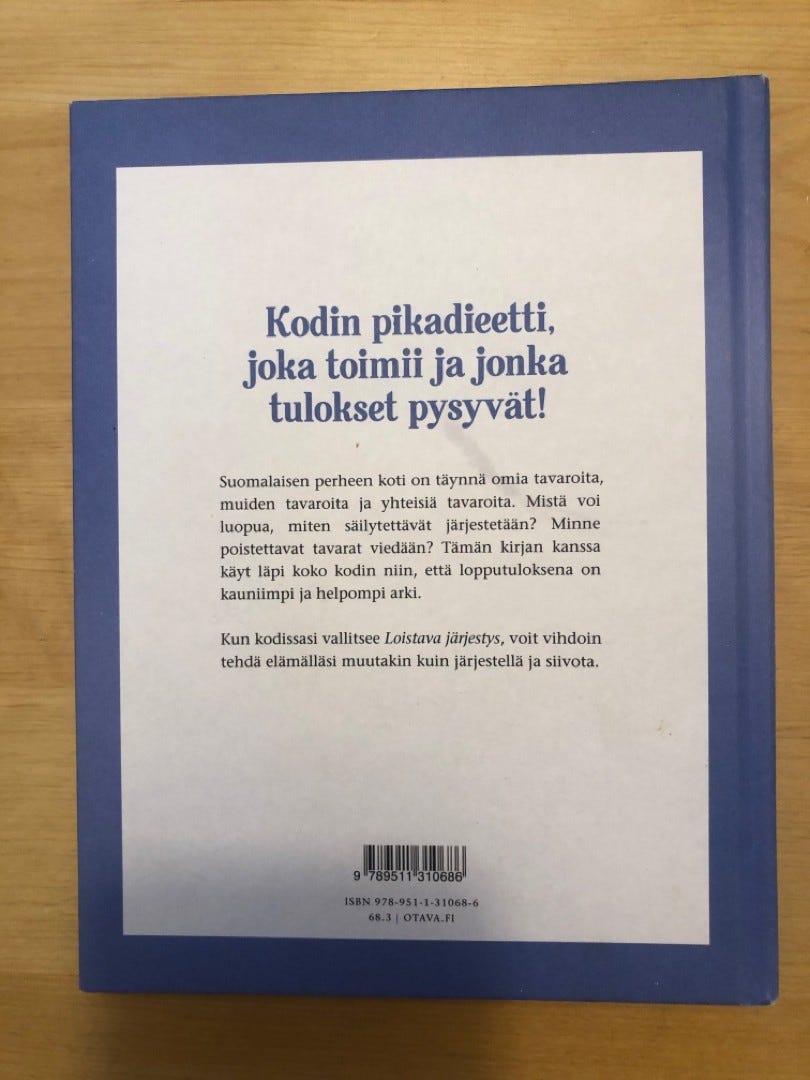 Kodin pikadieetti,
joka toimii ja jonka
tulokset pysyvät!
Suomalaisen perheen koti on täynnä omia tavaroita,
muiden tavaroita ja yhteisiä tavaroita. Mistä voi
luopua, miten säilytettävät järjestetään? Minne
poistettavat tavarat viedään? Tämän kirjan kanssa
käyt läpi koko kodin niin, että lopputuloksena on
kauniimpi ja helpompi arki.
Kun kodissasi vallitsee Loistava järjestys, voit vihdoin
tehdä elämälläsi muutakin kuin järjestellä ja siivota.
9 789511 310686
ISBN 978-951-1-31068-6
68.3 | OTAVA.FI